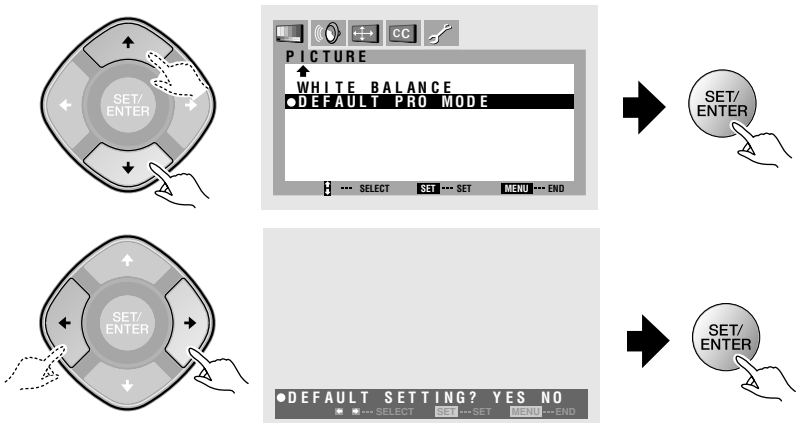 SET/
ENTER
CC
PICTURE
WHITE BALANCE
●DEFAULT PRO MODE
--- SELECT SET --- SET MENU --- END
SET/
ENTER
SET/
ENTER
●DEFAULT SETTING? YES NO
--- SELECT SET --- SET MENU --- END
SET/
ENTER